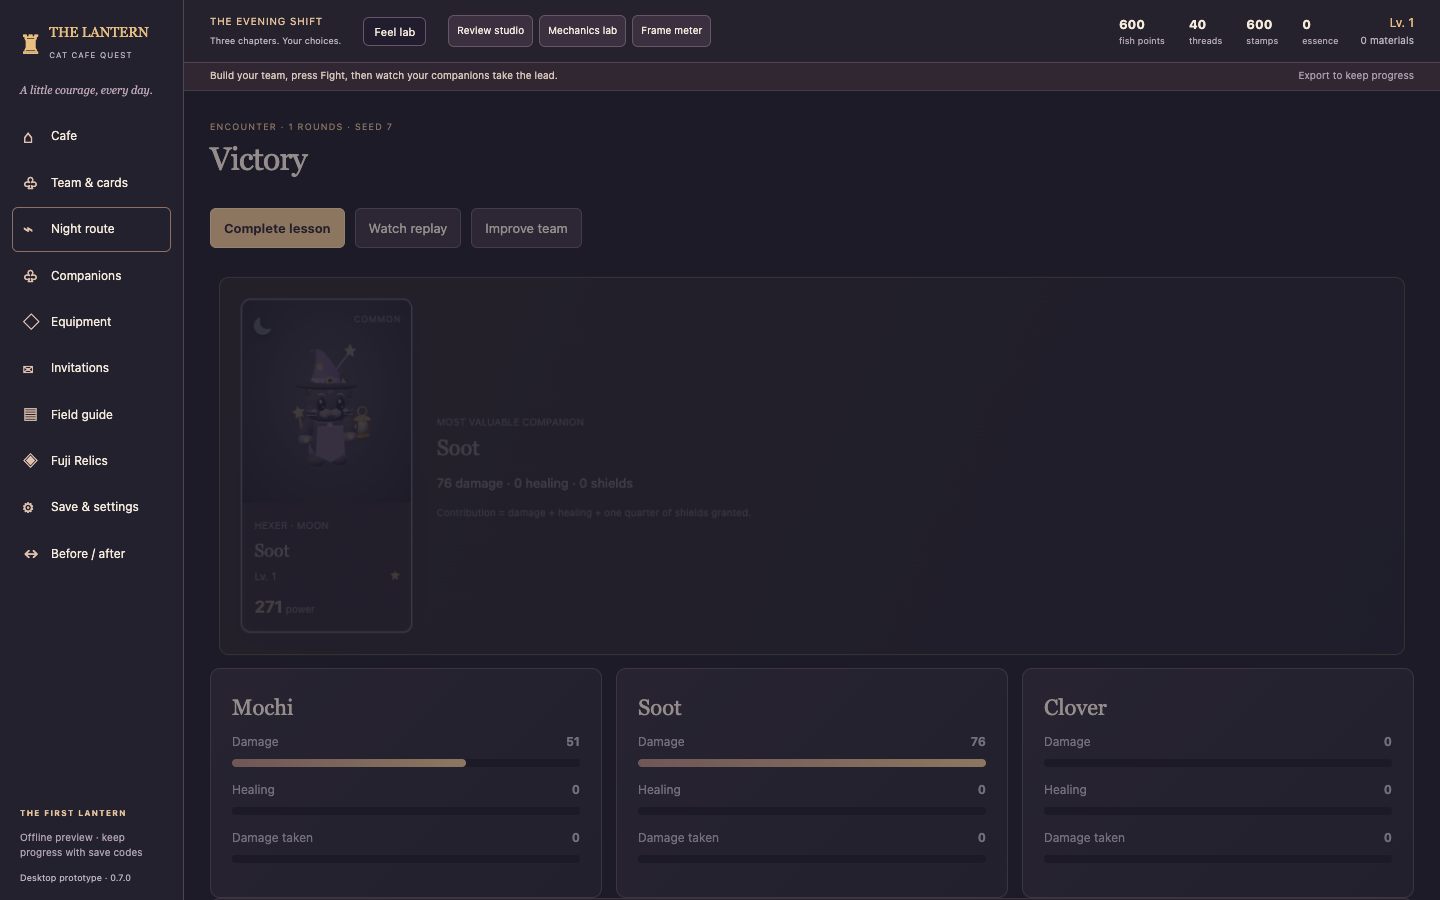 THE LANTERN
CAT CAFE QUEST
A little courage, every day.
Cafe
Team & cards
Night route
Companions
Equipment
Invitations
Field guide
Fuji Relics
Save & settings
Before / after
THE FIRST LANTERN
Offline preview · keep
progress with save codes
Desktop prototype · 0.7.0
THE EVENING SHIFT
Three chapters. Your choices.
Feel lab
Review studio
Mechanics lab
Frame meter
600
fish points
40
threads
600
stamps
0
essence
Lv. 1
0 materials
Build your team, press Fight, then watch your companions take the lead.
Export to keep progress
ENCOUNTER · 1 ROUNDS · SEED 7
Victory
Complete lesson
Watch replay
Improve team
COMMON
HEXER · MOON
Soot
Lv. 1
271 power
MOST VALUABLE COMPANION
Soot
76 damage · 0 healing · 0 shields
Contribution = damage + healing + one quarter of shields granted.
Mochi
Damage 51
Healing 0
Damage taken 0
Soot
Damage 76
Healing 0
Damage taken 0
Clover
Damage 0
Healing 0
Damage taken 0